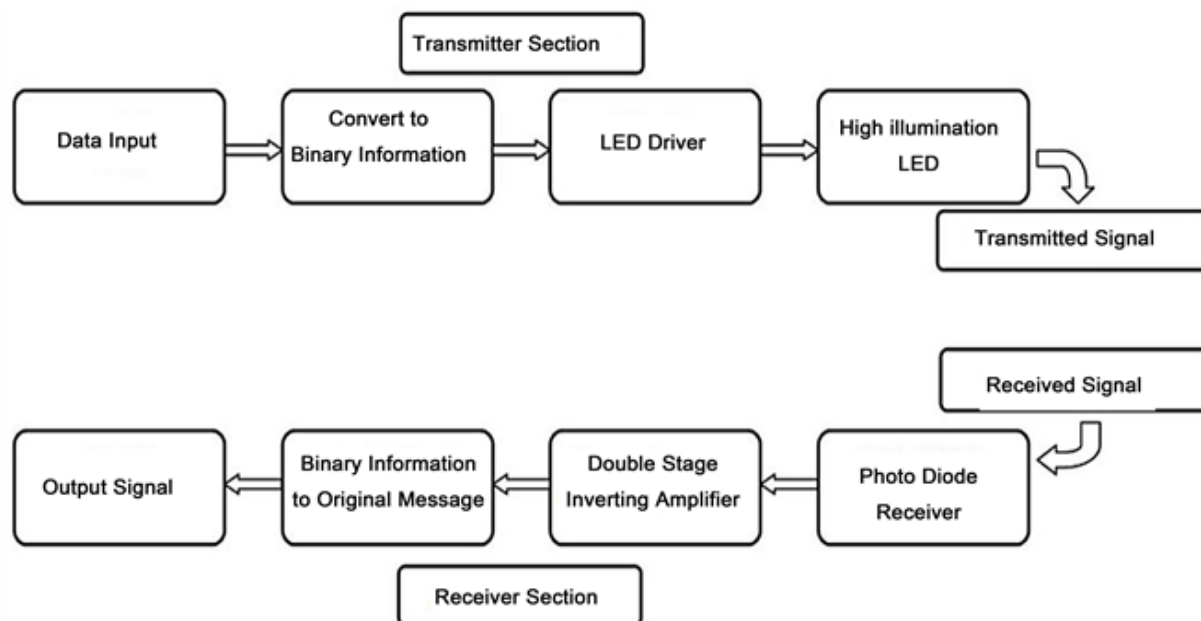 Transmitter Section
Data Input
Convert to
Binary Information
LED Driver
High illumination
LED
Transmitted Signal
Received Signal
Photo Diode
Receiver
Double Stage
Inverting Amplifier
Binary Information
to Original Message
Output Signal
Receiver Section